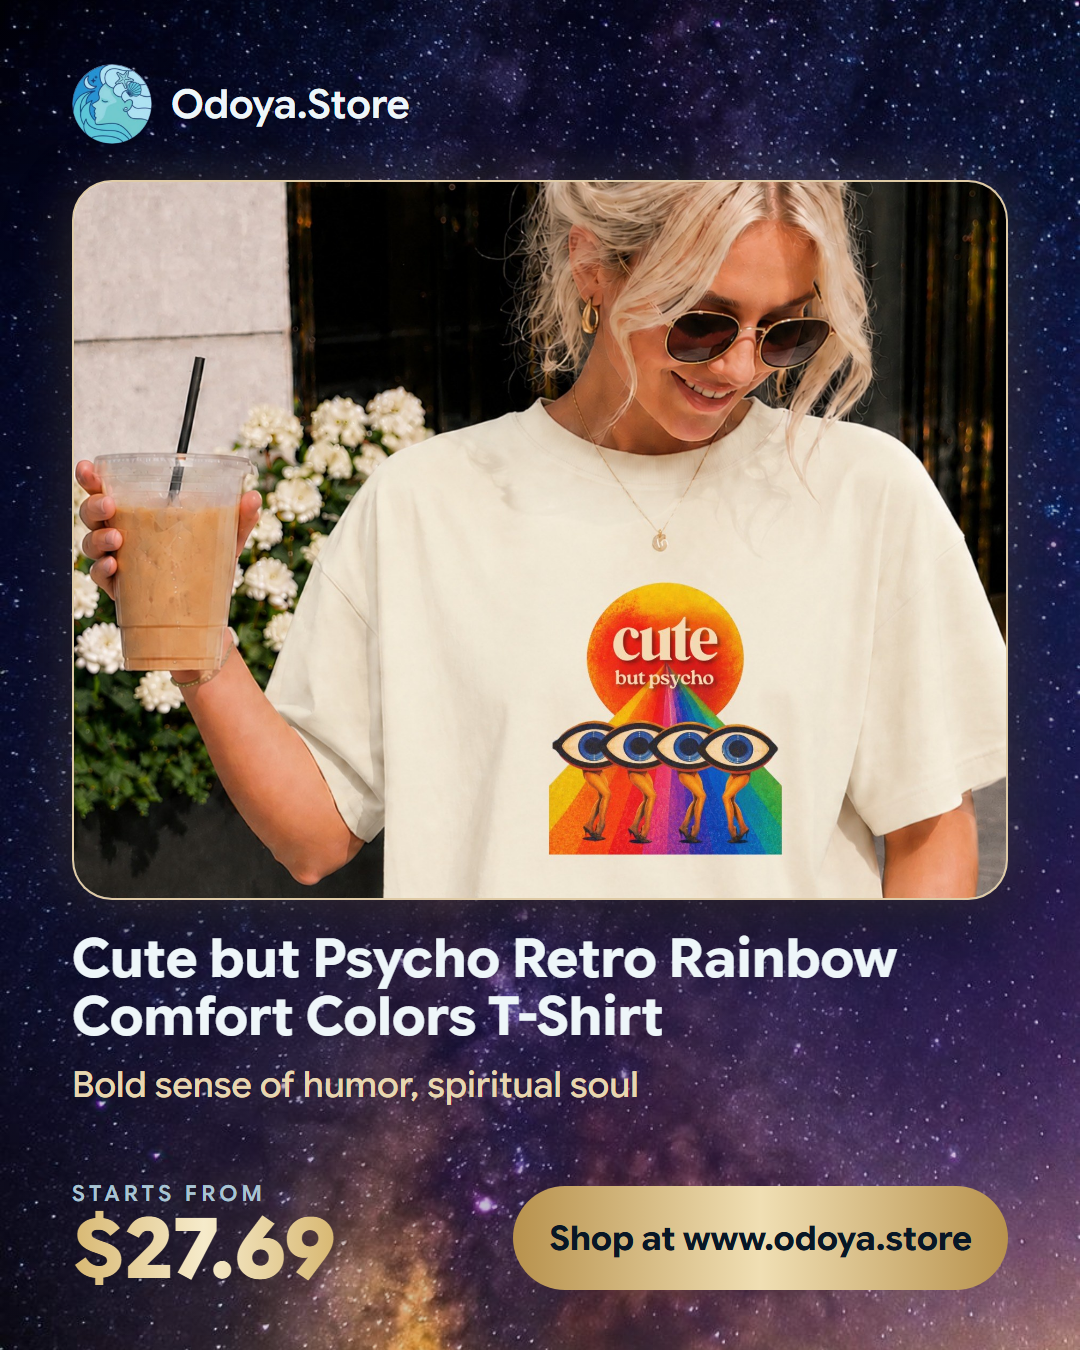 Odoya.Store
cute
but psycho
Cute but Psycho Retro Rainbow
Comfort Colors T-Shirt
Bold sense of humor, spiritual soul
STARTS FROM
$27.69
Shop at www.odoya.store